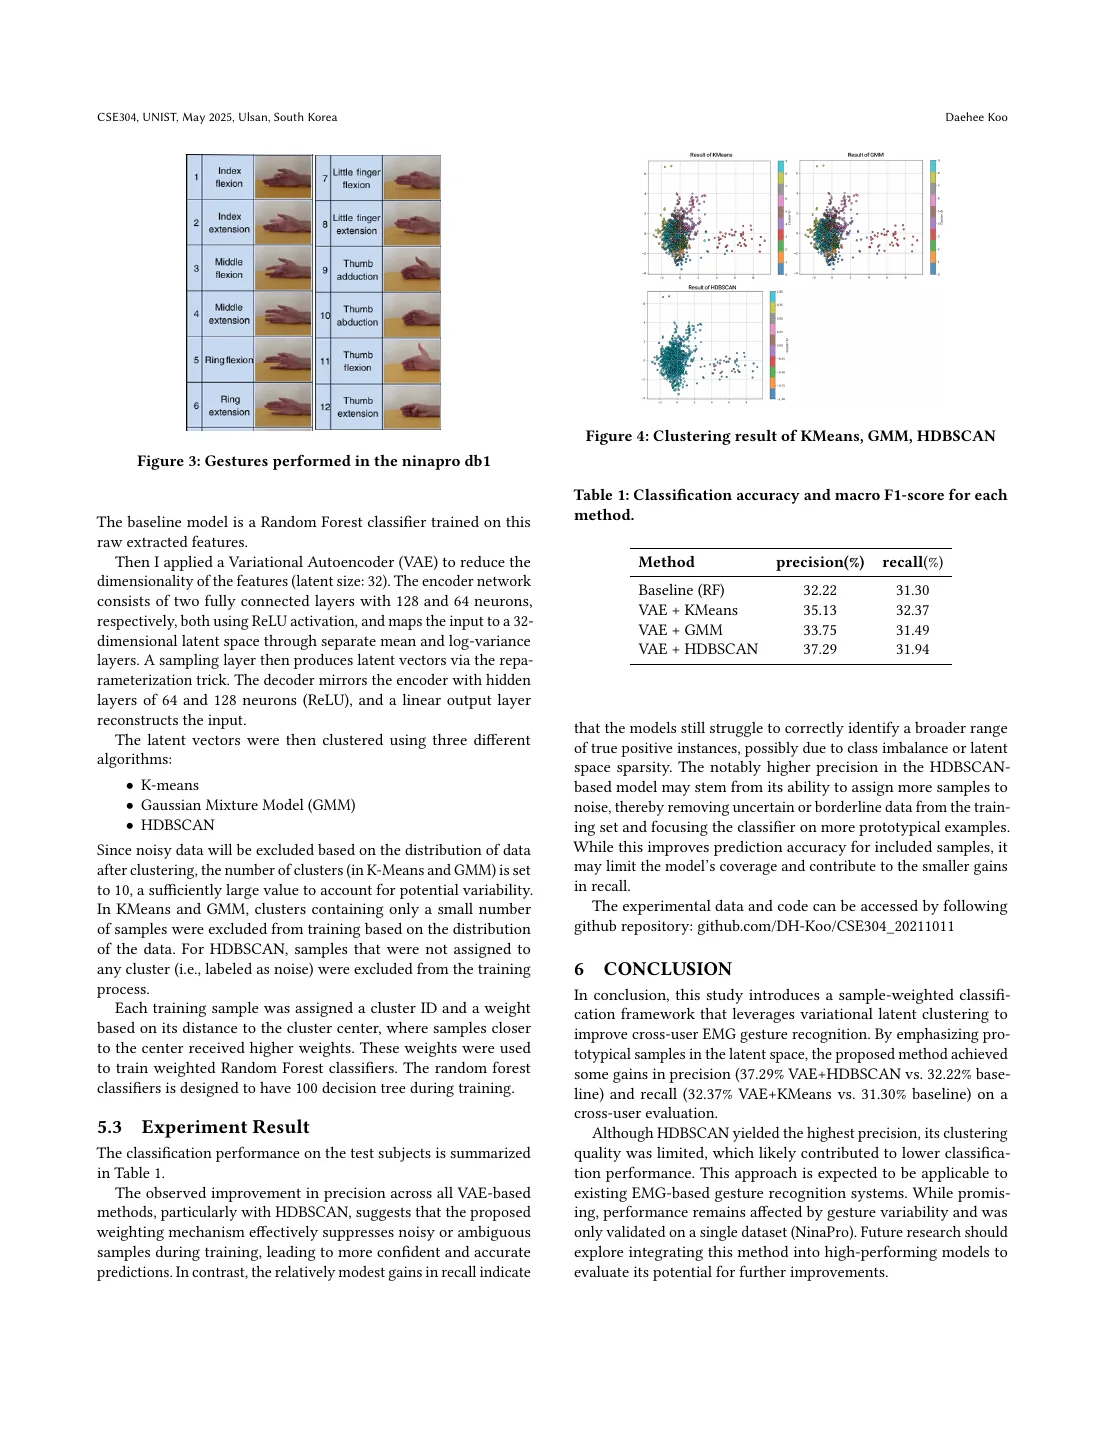 CSE304, UNIST, May 2025, Ulsan, South Korea
Daehee Koo
1 Index flexion
2 Index extension
3 Middle flexion
4 Middle extension
5 Ring flexion
6 Ring extension
7 Little finger flexion
8 Little finger extension
9 Thumb adduction
10 Thumb abduction
11 Thumb flexion
12 Thumb extension
Figure 3: Gestures performed in the ninapro db1
The baseline model is a Random Forest classifier trained on this
raw extracted features.
Then I applied a Variational Autoencoder (VAE) to reduce the
dimensionality of the features (latent size: 32). The encoder network
consists of two fully connected layers with 128 and 64 neurons,
respectively, both using ReLU activation, and maps the input to a 32-
dimensional latent space through separate mean and log-variance
layers. A sampling layer then produces latent vectors via the repa-
rameterization trick. The decoder mirrors the encoder with hidden
layers of 64 and 128 neurons (ReLU), and a linear output layer
reconstructs the input.
The latent vectors were then clustered using three different
algorithms:
• K-means
• Gaussian Mixture Model (GMM)
• HDBSCAN
Since noisy data will be excluded based on the distribution of data
after clustering, the number of clusters (in K-Means and GMM) is set
to 10, a sufficiently large value to account for potential variability.
In KMeans and GMM, clusters containing only a small number
of samples were excluded from training based on the distribution
of the data. For HDBSCAN, samples that were not assigned to
any cluster (i.e., labeled as noise) were excluded from the training
process.
Each training sample was assigned a cluster ID and a weight
based on its distance to the cluster center, where samples closer
to the center received higher weights. These weights were used
to train weighted Random Forest classifiers. The random forest
classifiers is designed to have 100 decision tree during training.
5.3 Experiment Result
The classification performance on the test subjects is summarized
in Table 1.
The observed improvement in precision across all VAE-based
methods, particularly with HDBSCAN, suggests that the proposed
weighting mechanism effectively suppresses noisy or ambiguous
samples during training, leading to more confident and accurate
predictions. In contrast, the relatively modest gains in recall indicate
Result of KMeans
Result of GMM
Result of HDBSCAN
Figure 4: Clustering result of KMeans, GMM, HDBSCAN
Table 1: Classification accuracy and macro F1-score for each
method.
Method precision(%) recall(%)
Baseline (RF) 32.22 31.30
VAE + KMeans 35.13 32.37
VAE + GMM 33.75 31.49
VAE + HDBSCAN 37.29 31.94
that the models still struggle to correctly identify a broader range
of true positive instances, possibly due to class imbalance or latent
space sparsity. The notably higher precision in the HDBSCAN-
based model may stem from its ability to assign more samples to
noise, thereby removing uncertain or borderline data from the train-
ing set and focusing the classifier on more prototypical examples.
While this improves prediction accuracy for included samples, it
may limit the model's coverage and contribute to the smaller gains
in recall.
The experimental data and code can be accessed by following
github repository: github.com/DH-Koo/CSE304_20211011
6 CONCLUSION
In conclusion, this study introduces a sample-weighted classifi-
cation framework that leverages variational latent clustering to
improve cross-user EMG gesture recognition. By emphasizing pro-
totypical samples in the latent space, the proposed method achieved
some gains in precision (37.29% VAE+HDBSCAN vs. 32.22% base-
line) and recall (32.37% VAE+KMeans vs. 31.30% baseline) on a
cross-user evaluation.
Although HDBSCAN yielded the highest precision, its clustering
quality was limited, which likely contributed to lower classifica-
tion performance. This approach is expected to be applicable to
existing EMG-based gesture recognition systems. While promis-
ing, performance remains affected by gesture variability and was
only validated on a single dataset (NinaPro). Future research should
explore integrating this method into high-performing models to
evaluate its potential for further improvements.